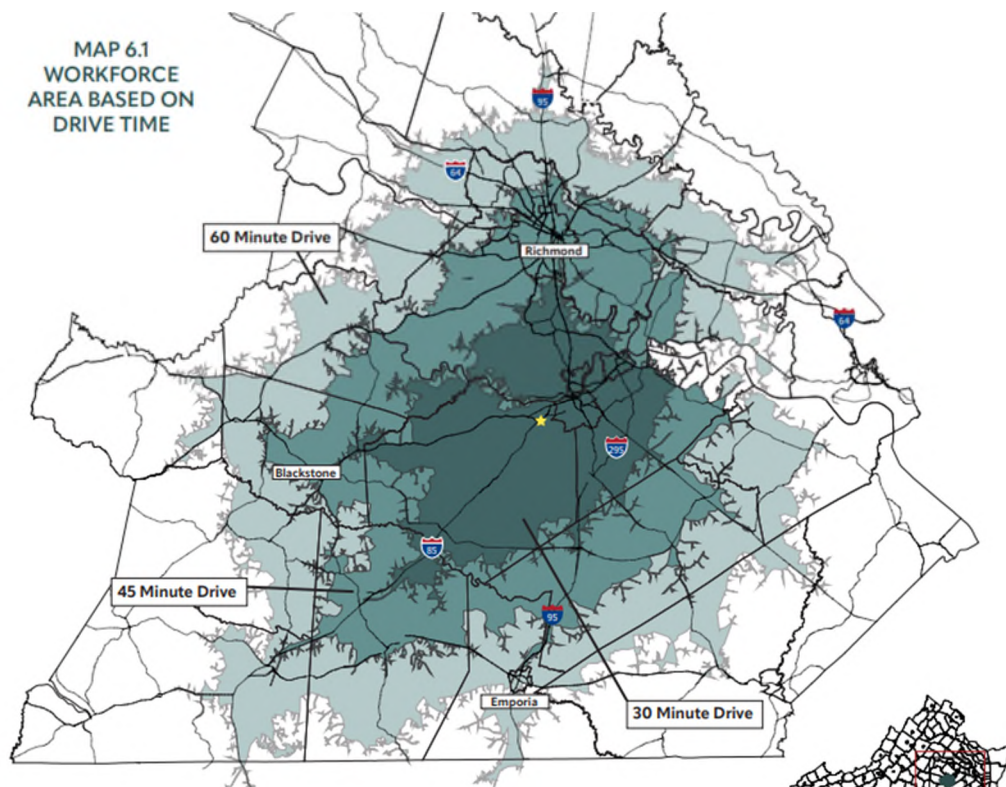 MAP 6.1
WORKFORCE
AREA BASED ON
DRIVE TIME
95
64
60 Minute Drive
Richmond
64
295
Blackstone
85
45 Minute Drive
95
Emporia
30 Minute Drive